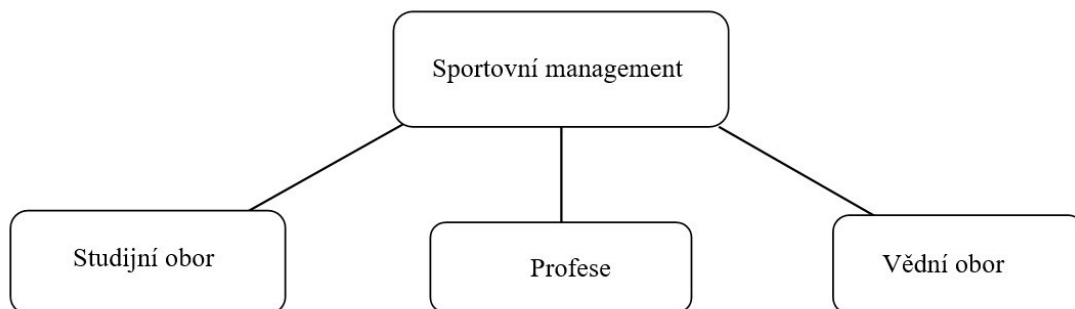 Sportovní management
Studijní obor
Profese
Vědní obor